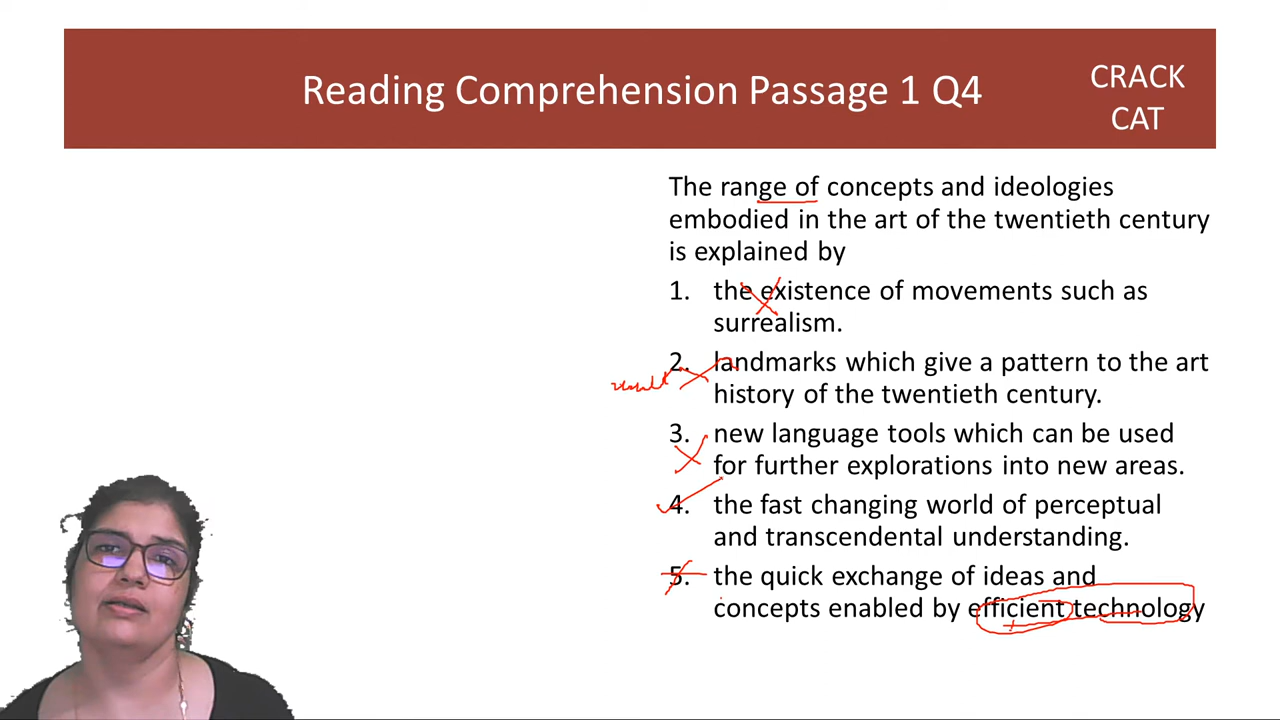 Reading Comprehension Passage 1 Q4
CRACK
CAT
The range of concepts and ideologies
embodied in the art of the twentieth century
is explained by
1. the existence of movements such as
surrealism.
2. landmarks which give a pattern to the art
history of the twentieth century.
result
3. new language tools which can be used
for further explorations into new areas.
4. the fast changing world of perceptual
and transcendental understanding.
5. the quick exchange of ideas and
concepts enabled by efficient technology